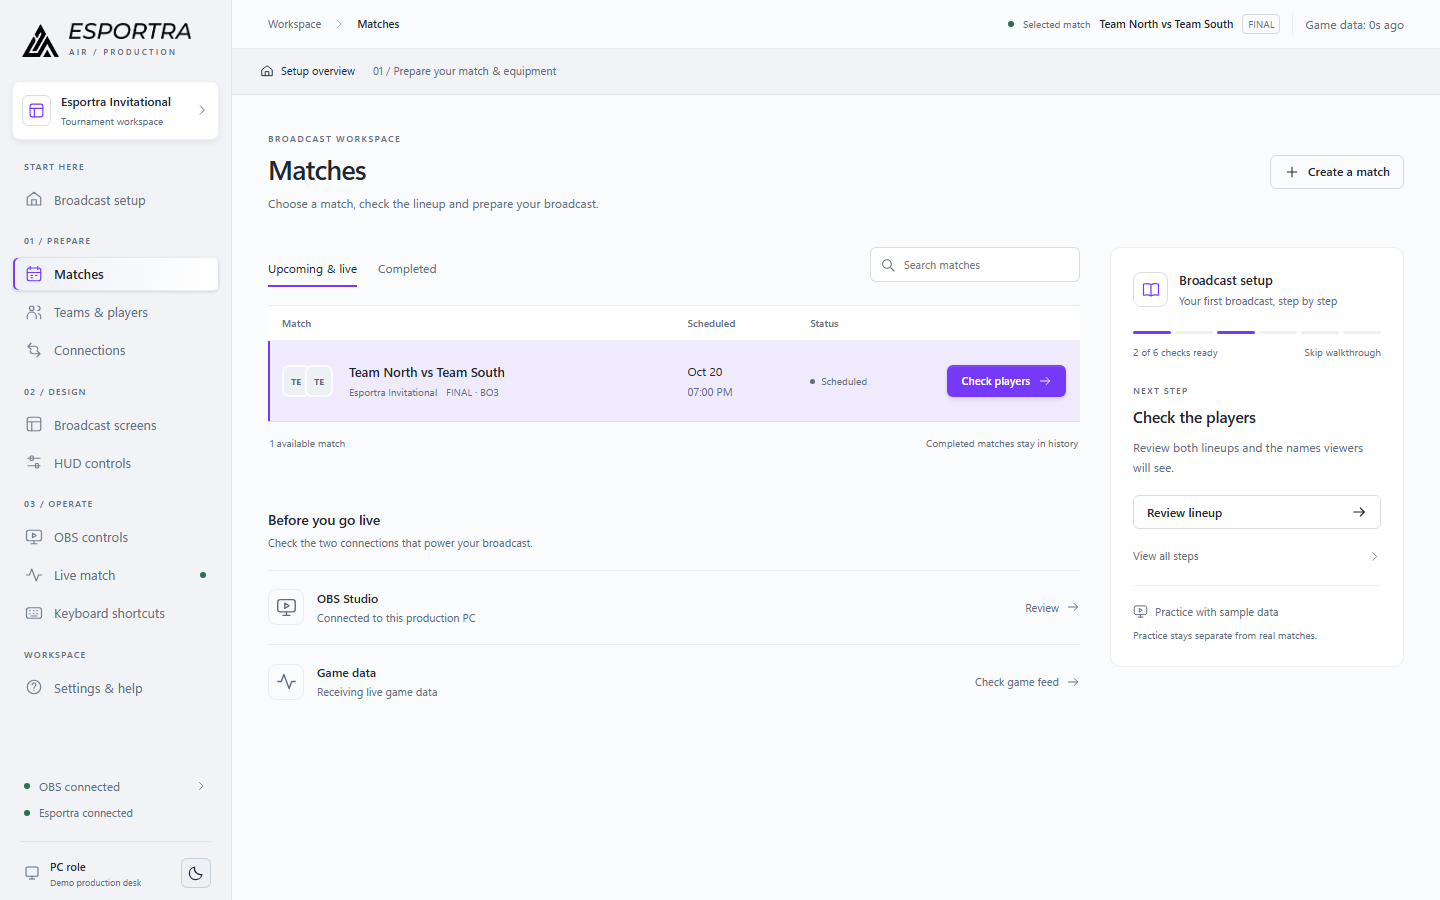 ESPORTRA
AIR / PRODUCTION
Esportra Invitational
Tournament workspace
START HERE
Broadcast setup
01 / PREPARE
Matches
Teams & players
Connections
02 / DESIGN
Broadcast screens
HUD controls
03 / OPERATE
OBS controls
Live match
Keyboard shortcuts
WORKSPACE
Settings & help
OBS connected
Esportra connected
PC role
Demo production desk
Workspace
Matches
Selected match
Team North vs Team South
FINAL
Game data: 0s ago
Setup overview
01 / Prepare your match & equipment
BROADCAST WORKSPACE
Matches
Choose a match, check the lineup and prepare your broadcast.
Create a match
Upcoming & live
Completed
Search matches
Match
Scheduled
Status
TE
TE
Team North vs Team South
Esportra Invitational FINAL · BO3
Oct 20
07:00 PM
Scheduled
Check players
1 available match
Completed matches stay in history
Before you go live
Check the two connections that power your broadcast.
OBS Studio
Connected to this production PC
Review
Game data
Receiving live game data
Check game feed
Broadcast setup
Your first broadcast, step by step
2 of 6 checks ready
Skip walkthrough
NEXT STEP
Check the players
Review both lineups and the names viewers
will see.
Review lineup
View all steps
Practice with sample data
Practice stays separate from real matches.